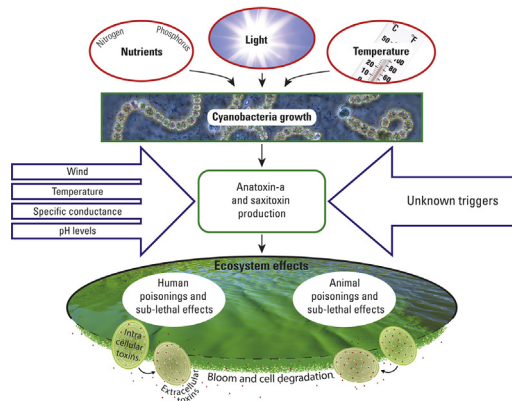 Nitrogen
Phosphorus
Nutrients
Light
Temperature
C
F
50
20
80
10
60
0
Cyanobacteria growth
Wind
Temperature
Specific conductance
pH levels
Anatoxin-a
and saxitoxin
production
Unknown triggers
Ecosystem effects
Human
poisonings and
sub-lethal effects
Animal
poisonings and
sub-lethal effects
Intra-
cellular
toxins
Extracellular
toxins
Bloom and cell degradation